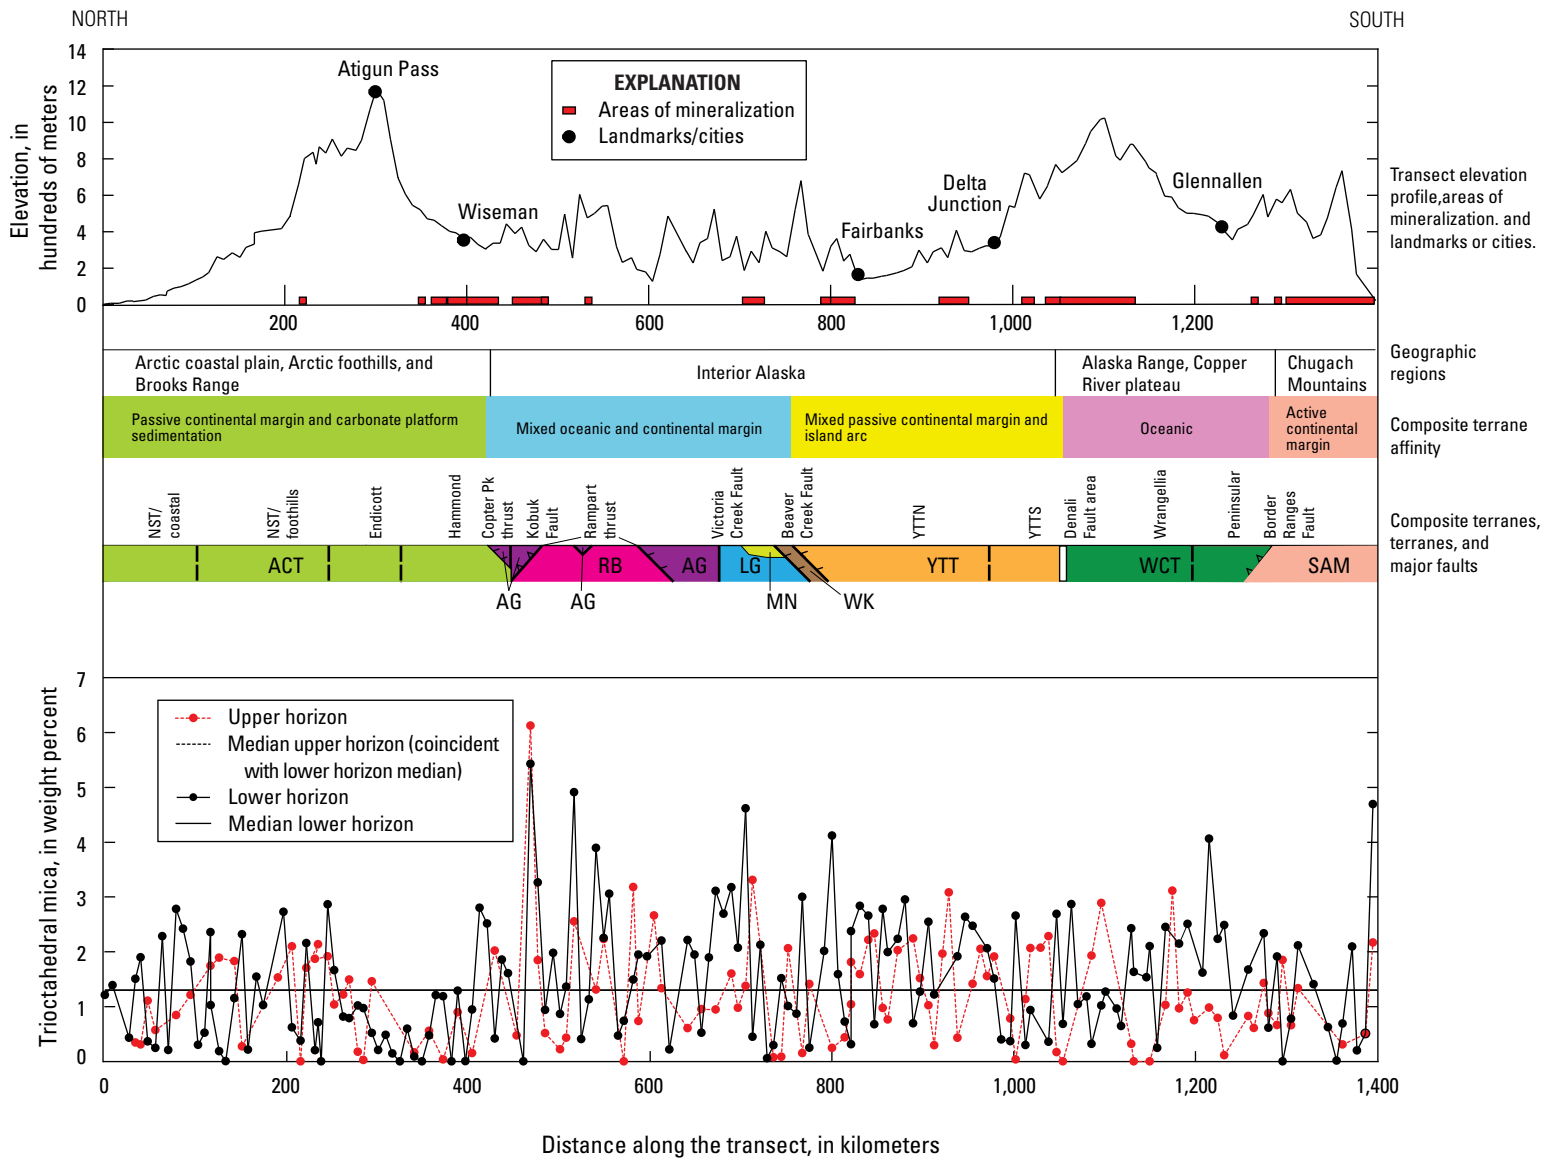 NORTH
SOUTH
Elevation, in
hundreds of meters
14
12
10
8
6
4
2
0
Atigun Pass
Wiseman
Fairbanks
Delta
Junction
Glennallen
EXPLANATION
Areas of mineralization
Landmarks/cities
Transect elevation
profile,areas of
mineralization. and
landmarks or cities.
200
400
600
800
1,000
1,200
Arctic coastal plain, Arctic foothills, and
Brooks Range
Interior Alaska
Alaska Range, Copper
River plateau
Chugach
Mountains
Geographic
regions
Passive continental margin and carbonate platform
sedimentation
Mixed oceanic and continental margin
Mixed passive continental margin and
island arc
Oceanic
Active
continental
margin
Composite terrane
affinity
NST/
coastal
NST/
foothills
Endicott
Hammond
Copter Pk
thrust
Kobuk
Fault
Rampart
thrust
Victoria
Creek Fault
Beaver
Creek Fault
YTTN
YTTS
Denali
Fault area
Wrangellia
Peninsular
Border
Ranges
Fault
Composite terranes,
terranes, and
major faults
ACT
RB
AG
LG
YTT
WCT
SAM
AG
AG
MN
WK
Trioctahedral mica, in weight percent
7
6
5
4
3
2
1
0
Upper horizon
Median upper horizon (coincident
with lower horizon median)
Lower horizon
Median lower horizon
0
200
400
600
800
1,000
1,200
1,400
Distance along the transect, in kilometers